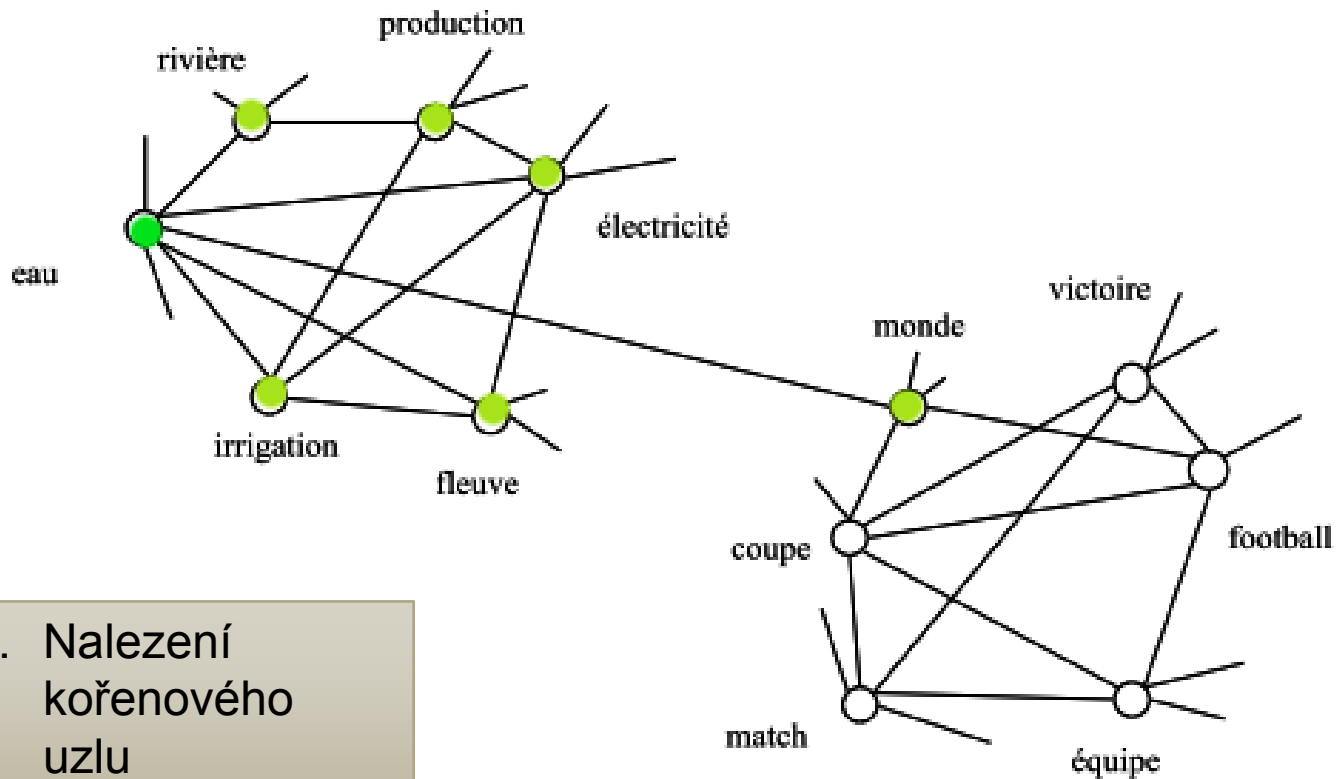 production
rivière
électricité
eau
victoire
monde
irrigation
fleuve
football
coupe
. Nalezení
kořenového
uzlu
match
équipe